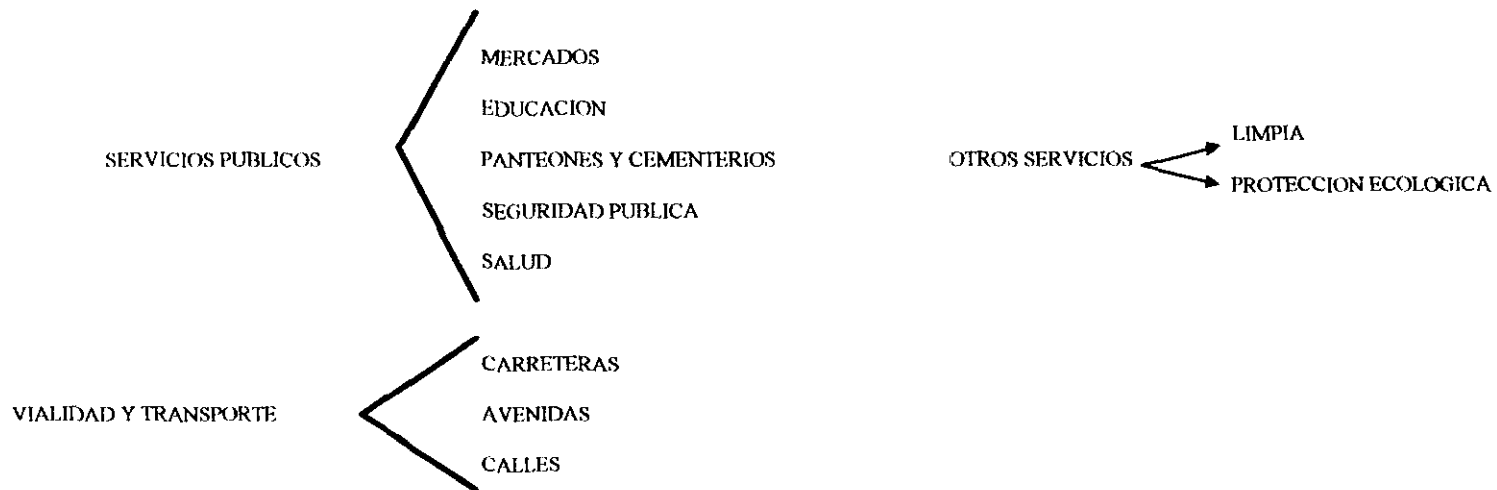 SERVICIOS PUBLICOS
MERCADOS
EDUCACION
PANTEONES Y CEMENTERIOS
SEGURIDAD PUBLICA
SALUD
OTROS SERVICIOS
LIMPIA
PROTECCION ECOLOGICA
VIALIDAD Y TRANSPORTE
CARRETERAS
AVENIDAS
CALLES